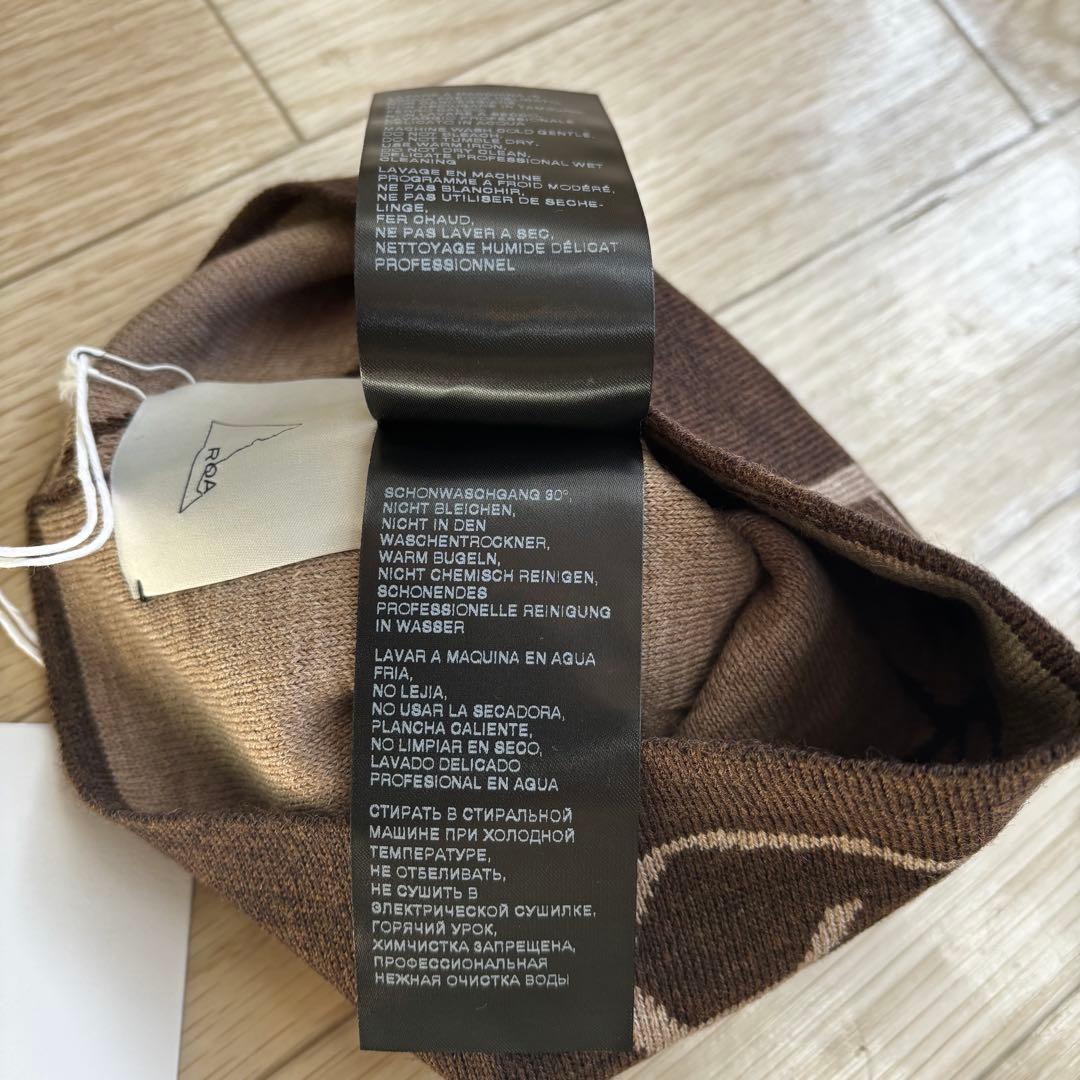 MACHINE WASH COLD GENTLE,
DO NOT BLEACH,
DO NOT TUMBLE DRY,
USE WARM IRON,
DO NOT DRY CLEAN,
DELICATE PROFESSIONAL WET
CLEANING
LAVAGE EN MACHINE
PROGRAMME A FROID MODÉRÉ,
NE PAS BLANCHIR,
NE PAS UTILISER DE SECHE-
LINGE,
FER CHAUD,
NE PAS LAVER A SEC,
NETTOYAGE HUMIDE DÉLICAT
PROFESSIONNEL
ROA
SCHONWASCHGANG 30°,
NICHT BLEICHEN,
NICHT IN DEN
WASCHENTROCKNER,
WARM BUGELN,
NICHT CHEMISCH REINIGEN,
SCHONENDES
PROFESSIONELLE REINIGUNG
IN WASSER
LAVAR A MAQUINA EN AGUA
FRIA,
NO LEJIA,
NO USAR LA SECADORA,
PLANCHA CALIENTE,
NO LIMPIAR EN SECO,
LAVADO DELICADO
PROFESIONAL EN AGUA
СТИРАТЬ В СТИРАЛЬНОЙ
МАШИНЕ ПРИ ХОЛОДНОЙ
ТЕМПЕРАТУРЕ,
НЕ ОТБЕЛИВАТЬ,
НЕ СУШИТЬ В
ЭЛЕКТРИЧЕСКОЙ СУШИЛКЕ,
ГОРЯЧИЙ УРОК,
ХИМЧИСТКА ЗАПРЕЩЕНА,
ПРОФЕССИОНАЛЬНАЯ
НЕЖНАЯ ОЧИСТКА ВОДЫ